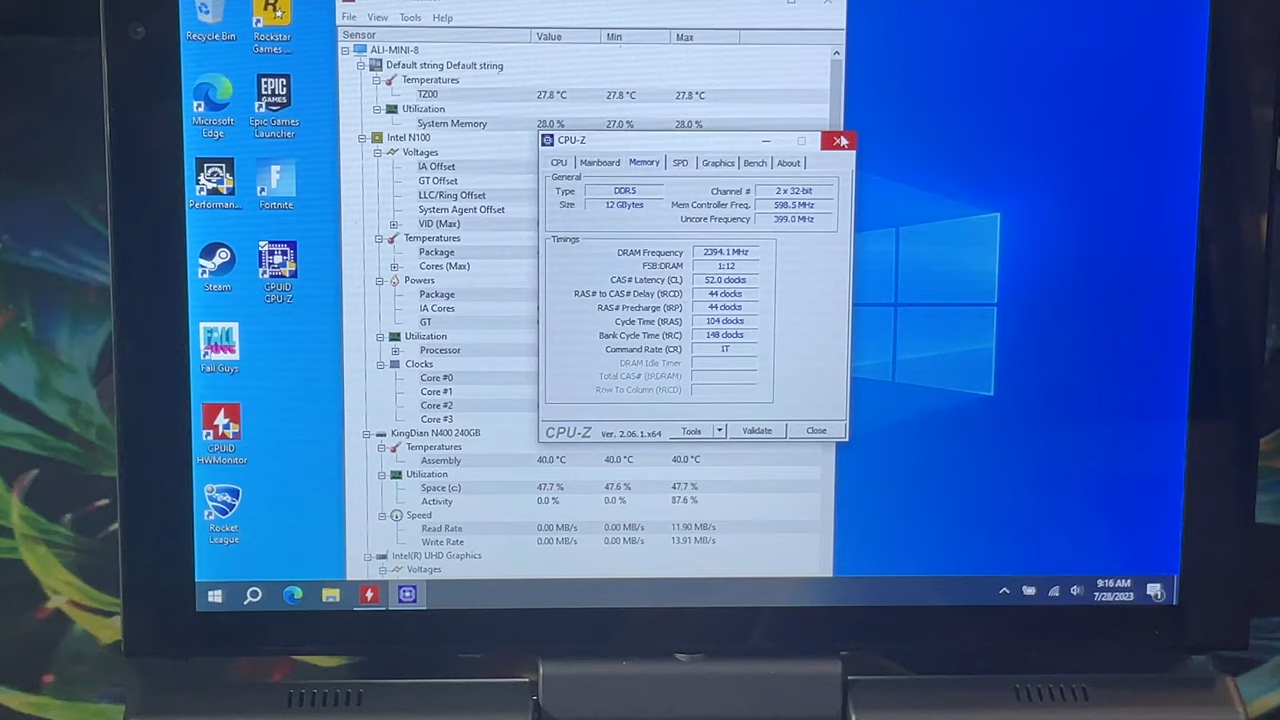 Recycle Bin
Rockstar Games ...
Microsoft Edge
EPIC GAMES
Epic Games Launcher
Performan...
Fortnite
Steam
CPUID CPU-Z
FALL GUYS
Fall Guys
CPUID HWMonitor
Rocket League
File View Tools Help
Sensor Value Min Max
ALI-MINI-8
Default string Default string
Temperatures
TZ00 27.8 °C 27.8 °C 27.8 °C
Utilization
System Memory 28.0 % 27.0 % 28.0 %
Intel N100
Voltages
IA Offset
GT Offset
LLC/Ring Offset
System Agent Offset
VID (Max)
Temperatures
Package
Cores (Max)
Powers
Package
IA Cores
GT
Utilization
Processor
Clocks
Core #0
Core #1
Core #2
Core #3
KingDian N400 240GB
Temperatures
Assembly 40.0 °C 40.0 °C 40.0 °C
Utilization
Space (c:) 47.7 % 47.6 % 47.7 %
Activity 0.0 % 0.0 % 87.6 %
Speed
Read Rate 0.00 MB/s 0.00 MB/s 11.90 MB/s
Write Rate 0.00 MB/s 0.00 MB/s 13.91 MB/s
Intel(R) UHD Graphics
Voltages
CPU-Z
CPU Mainboard Memory SPD Graphics Bench About
General
Type DDR5 Channel # 2 x 32-bit
Size 12 GBytes Mem Controller Freq. 598.5 MHz
Uncore Frequency 399.0 MHz
Timings
DRAM Frequency 2394.1 MHz
FSB:DRAM 1:12
CAS# Latency (CL) 52.0 clocks
RAS# to CAS# Delay (tRCD) 44 clocks
RAS# Precharge (tRP) 44 clocks
Cycle Time (tRAS) 104 clocks
Bank Cycle Time (tRC) 148 clocks
Command Rate (CR) 1T
DRAM Idle Timer
Total CAS# (tRDRAM)
Row To Column (tRCD)
CPU-Z Ver. 2.06.1.x64 Tools Validate Close
9:16 AM
7/28/2023